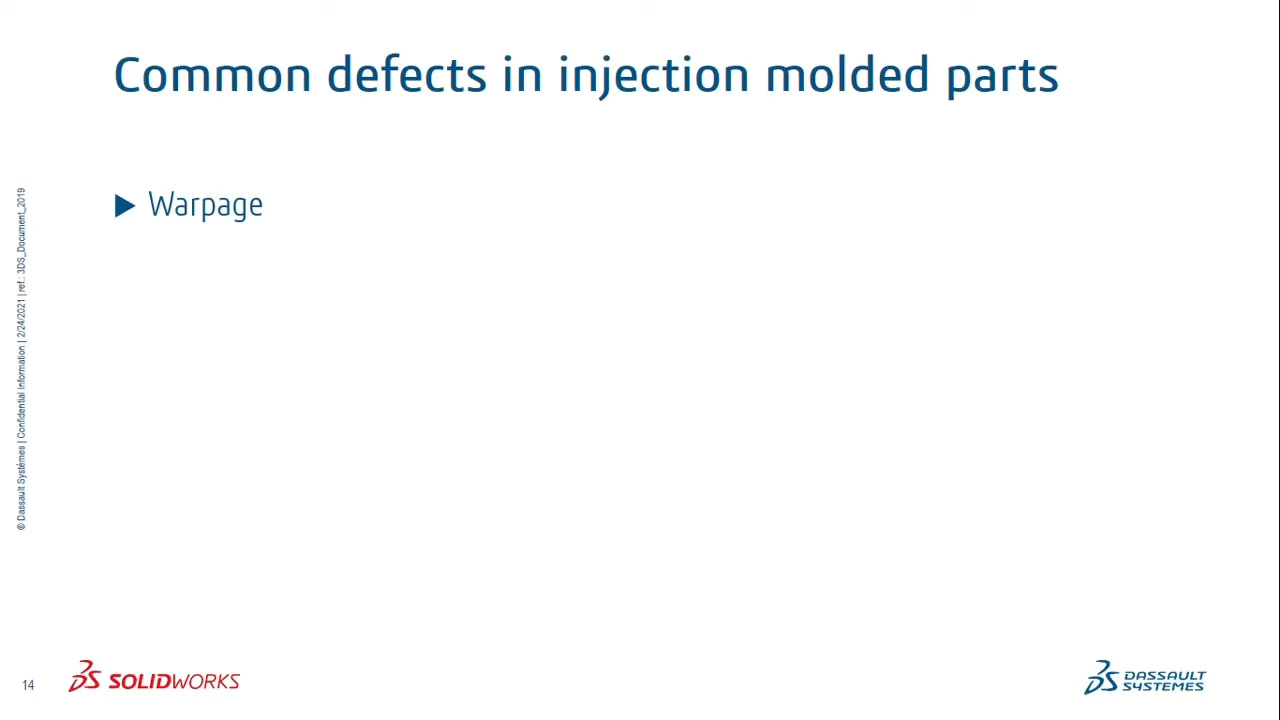 Common defects in injection molded parts
▶ Warpage
© Dassault Systèmes | Confidential Information | 2/24/2021 | ref.: 3DS_Document_2019
14
SOLIDWORKS
DASSAULT
SYSTEMES